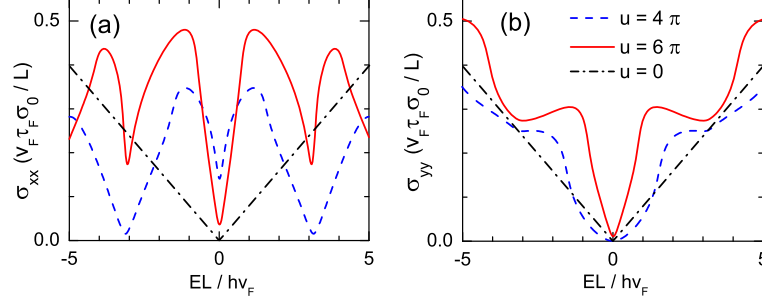 (a)
0.5
0.0
σxx (vFτFσ0 / L)
-5
0
5
EL / hvF
(b)
u = 4 π
u = 6 π
u = 0
0.5
0.0
σyy (vFτFσ0 / L)
-5
0
5
EL / hvF